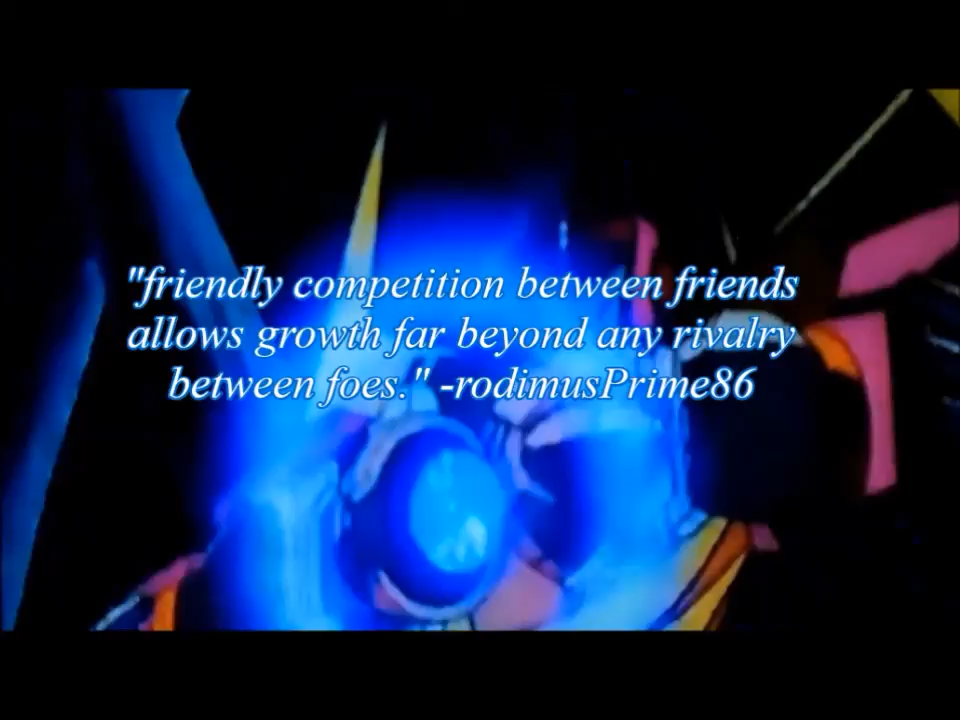 "friendly competition between friends
allows growth far beyond any rivalry
between foes." -rodimusPrime86